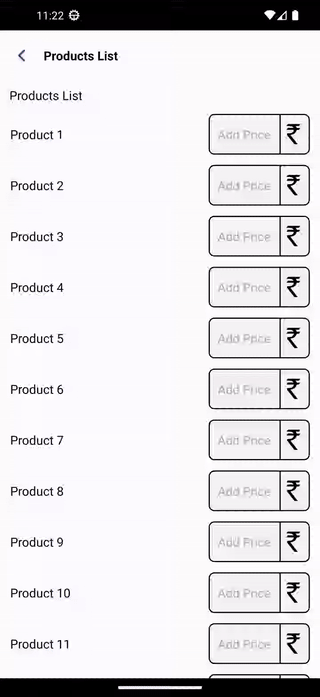 11:22
Products List
Products List
Product 1 Add Price ₹
Product 2 Add Price ₹
Product 3 Add Price ₹
Product 4 Add Price ₹
Product 5 Add Price ₹
Product 6 Add Price ₹
Product 7 Add Price ₹
Product 8 Add Price ₹
Product 9 Add Price ₹
Product 10 Add Price ₹
Product 11 Add Price ₹